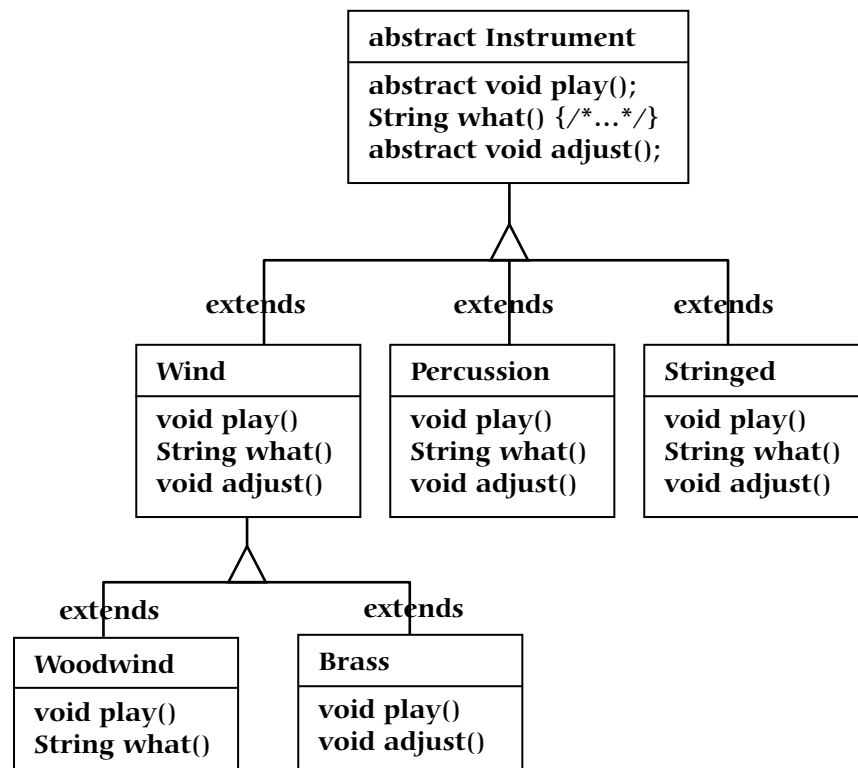 abstract Instrument
abstract void play();
String what() {/*...*/}
abstract void adjust();
extends
extends
extends
Wind
void play()
String what()
void adjust()
Percussion
void play()
String what()
void adjust()
Stringed
void play()
String what()
void adjust()
extends
extends
Woodwind
void play()
String what()
Brass
void play()
void adjust()